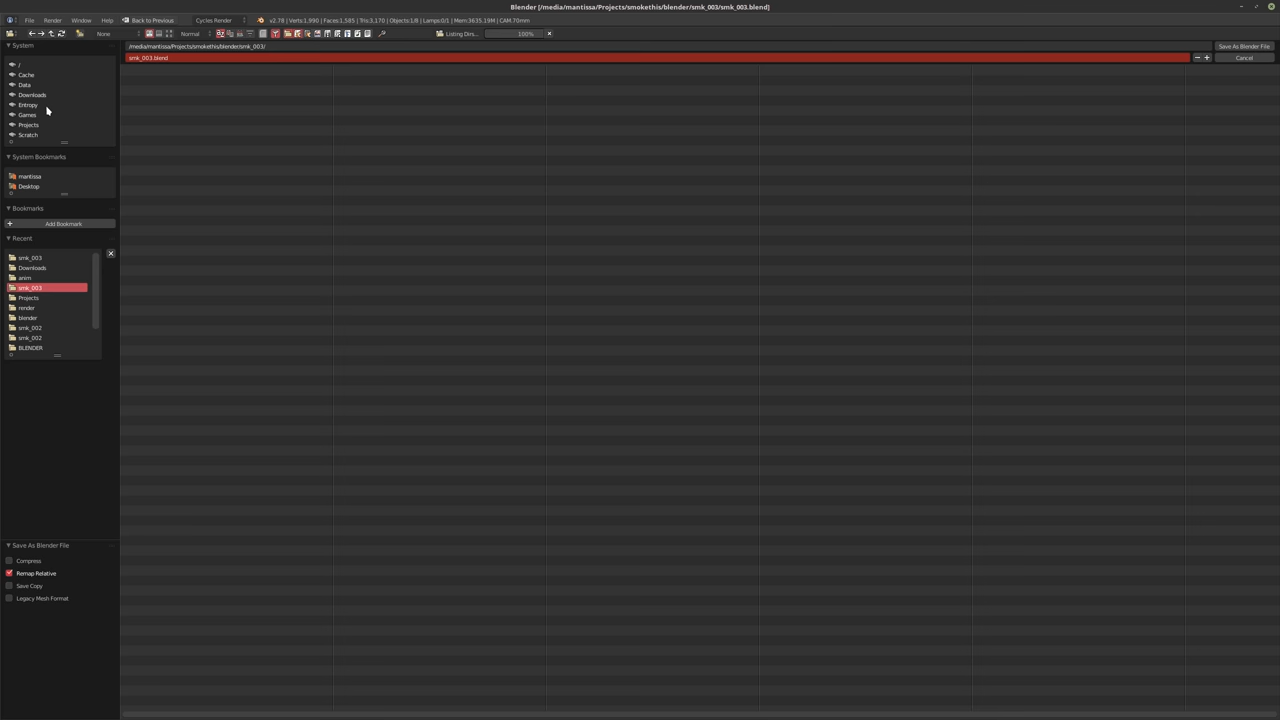 Blender [/media/mantissa/Projects/smokethis/blender/smk_003/smk_003.blend]
File Render Window Help Back to Previous Cycles Render v2.78 | Verts:1,990 | Faces:1,585 | Tris:3,170 | Objects:1/8 | Lamps:0/1 | Mem:3635.19M | CAM.70mm
None Normal Listing Dirs... 100%
System
/media/mantissa/Projects/smokethis/blender/smk_003/
Save As Blender File
smk_003.blend
Cancel
/
Cache
Data
Downloads
Entropy
Games
Projects
Scratch
System Bookmarks
mantissa
Desktop
Bookmarks
Add Bookmark
Recent
smk_003
Downloads
anim
smk_003
Projects
render
blender
smk_002
smk_002
BLENDER
Save As Blender File
Compress
Remap Relative
Save Copy
Legacy Mesh Format